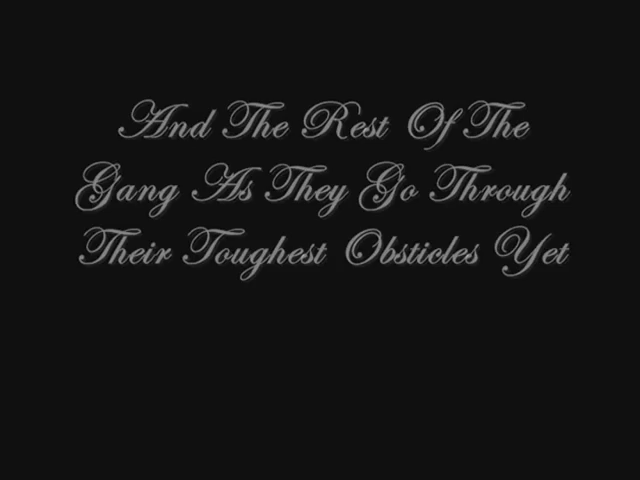 And The Rest Of The
Gang As They Go Through
Their Toughest Obsticles Yet